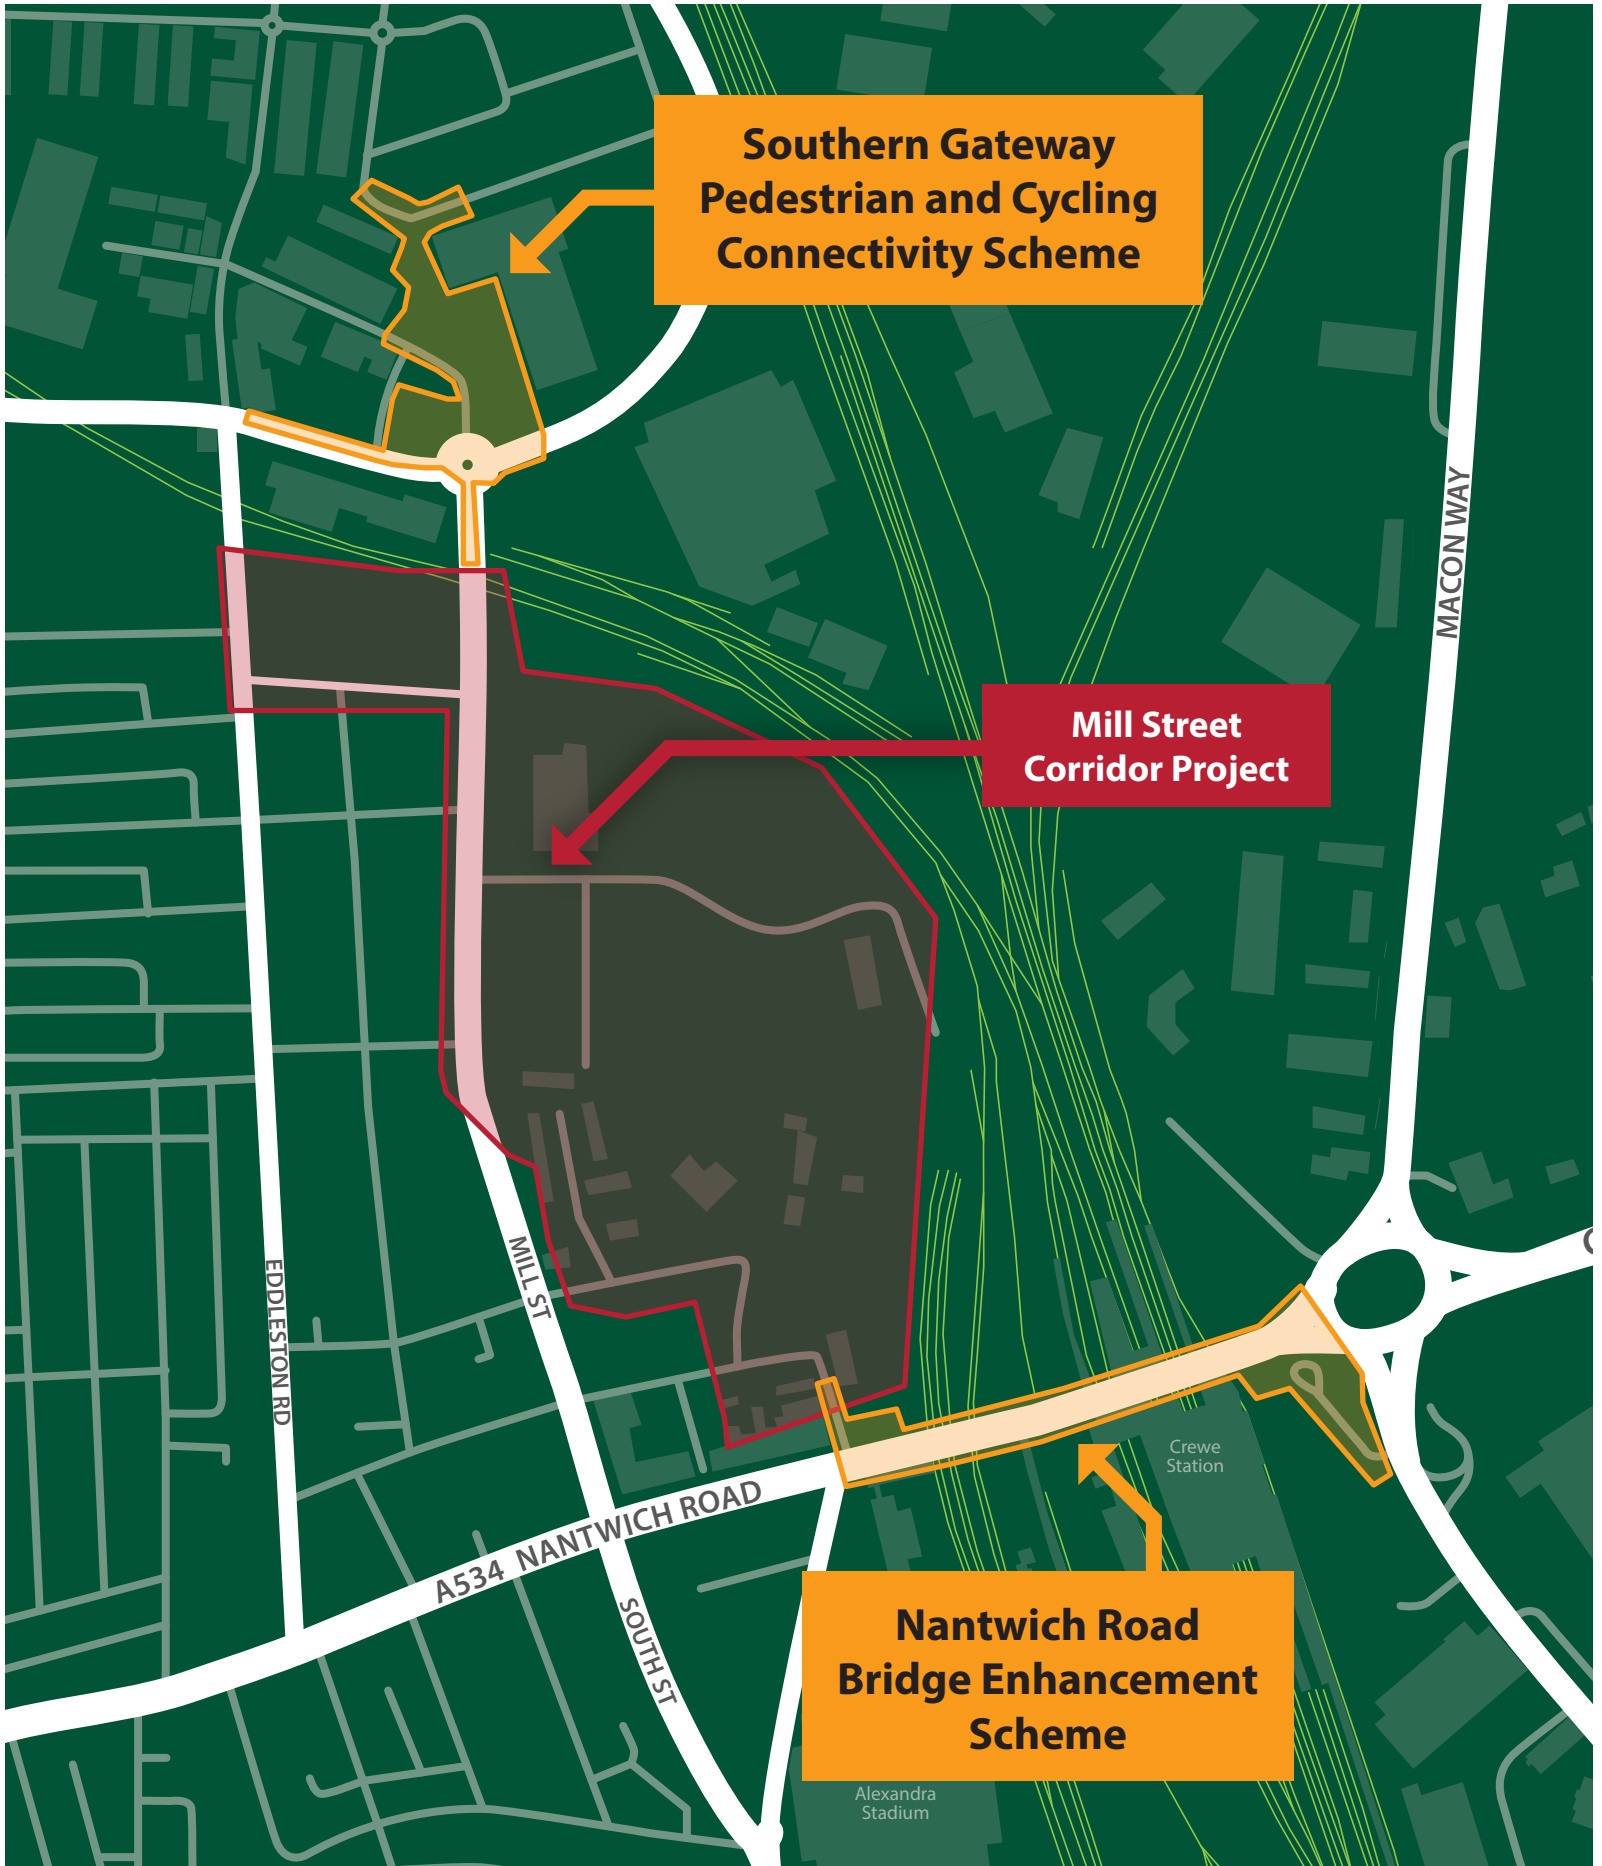 Southern Gateway
Pedestrian and Cycling
Connectivity Scheme
MACON WAY
Mill Street
Corridor Project
MILL ST
EDDLESTON RD
Crewe
Station
A534 NANTWICH ROAD
SOUTH ST
Nantwich Road
Bridge Enhancement
Scheme
Alexandra
Stadium